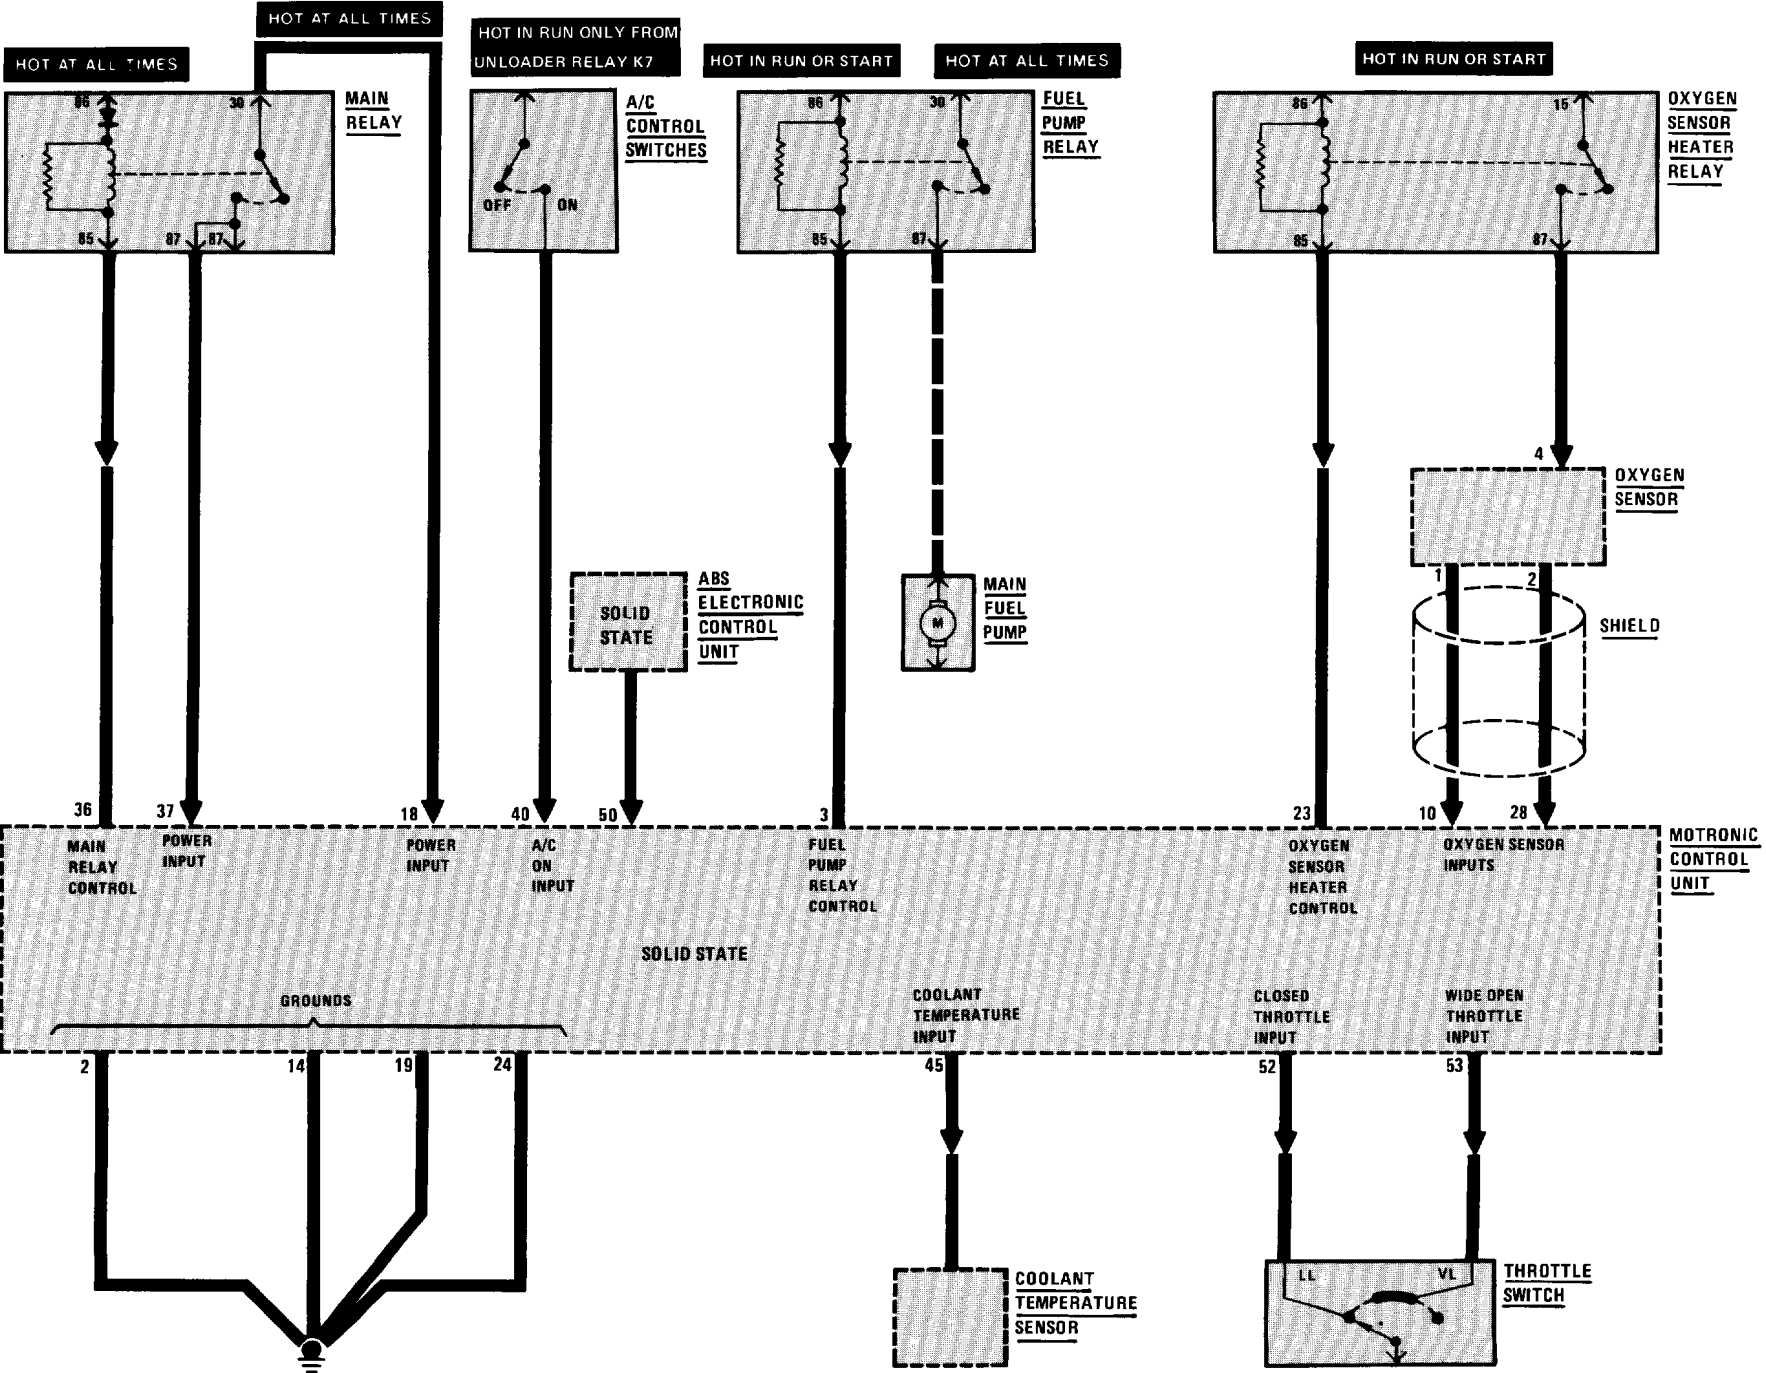 HOT AT ALL TIMES
HOT AT ALL TIMES
HOT IN RUN ONLY FROM
UNLOADER RELAY K7
HOT IN RUN OR START
HOT AT ALL TIMES
HOT IN RUN OR START
86
30
MAIN
RELAY
85
87
87
A/C
CONTROL
SWITCHES
OFF
ON
86
30
FUEL
PUMP
RELAY
85
87
86
15
OXYGEN
SENSOR
HEATER
RELAY
85
87
4
OXYGEN
SENSOR
1
2
SHIELD
SOLID
STATE
ABS
ELECTRONIC
CONTROL
UNIT
M
MAIN
FUEL
PUMP
36
37
18
40
50
3
23
10
28
MAIN
RELAY
CONTROL
POWER
INPUT
POWER
INPUT
A/C
ON
INPUT
FUEL
PUMP
RELAY
CONTROL
OXYGEN
SENSOR
HEATER
CONTROL
OXYGEN SENSOR
INPUTS
MOTRONIC
CONTROL
UNIT
SOLID STATE
GROUNDS
COOLANT
TEMPERATURE
INPUT
CLOSED
THROTTLE
INPUT
WIDE OPEN
THROTTLE
INPUT
2
14
19
24
45
52
53
COOLANT
TEMPERATURE
SENSOR
LL
VL
THROTTLE
SWITCH